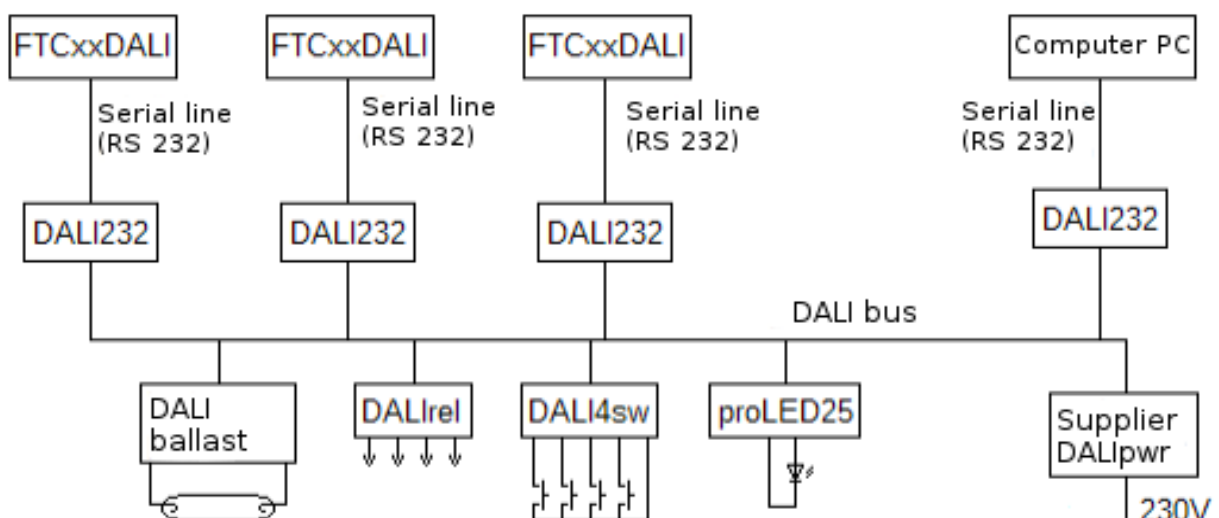 FTCxxDALI
FTCxxDALI
FTCxxDALI
Computer PC
Serial line
(RS 232)
Serial line
(RS 232)
Serial line
(RS 232)
Serial line
(RS 232)
DALI232
DALI232
DALI232
DALI232
DALI bus
DALI
ballast
DALIrel
DALI4sw
proLED25
Supplier
DALIpwr
230V